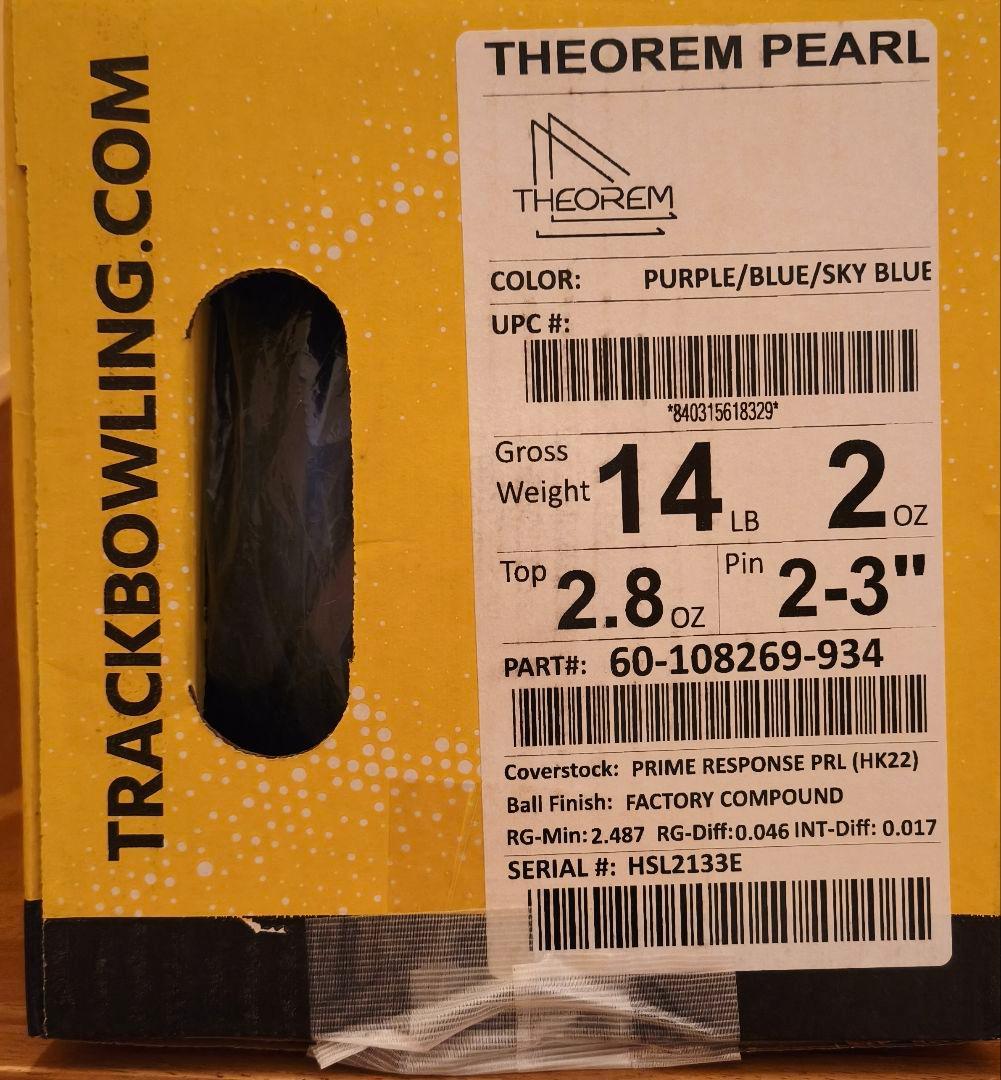 TRACKBOWLING.COM
THEOREM PEARL
THEOREM
COLOR: PURPLE/BLUE/SKY BLUE
UPC #:
*840315618329*
Gross Weight 14 LB 2 OZ
Top 2.8 OZ Pin 2-3"
PART#: 60-108269-934
Coverstock: PRIME RESPONSE PRL (HK22)
Ball Finish: FACTORY COMPOUND
RG-Min: 2.487 RG-Diff: 0.046 INT-Diff: 0.017
SERIAL #: HSL2133E